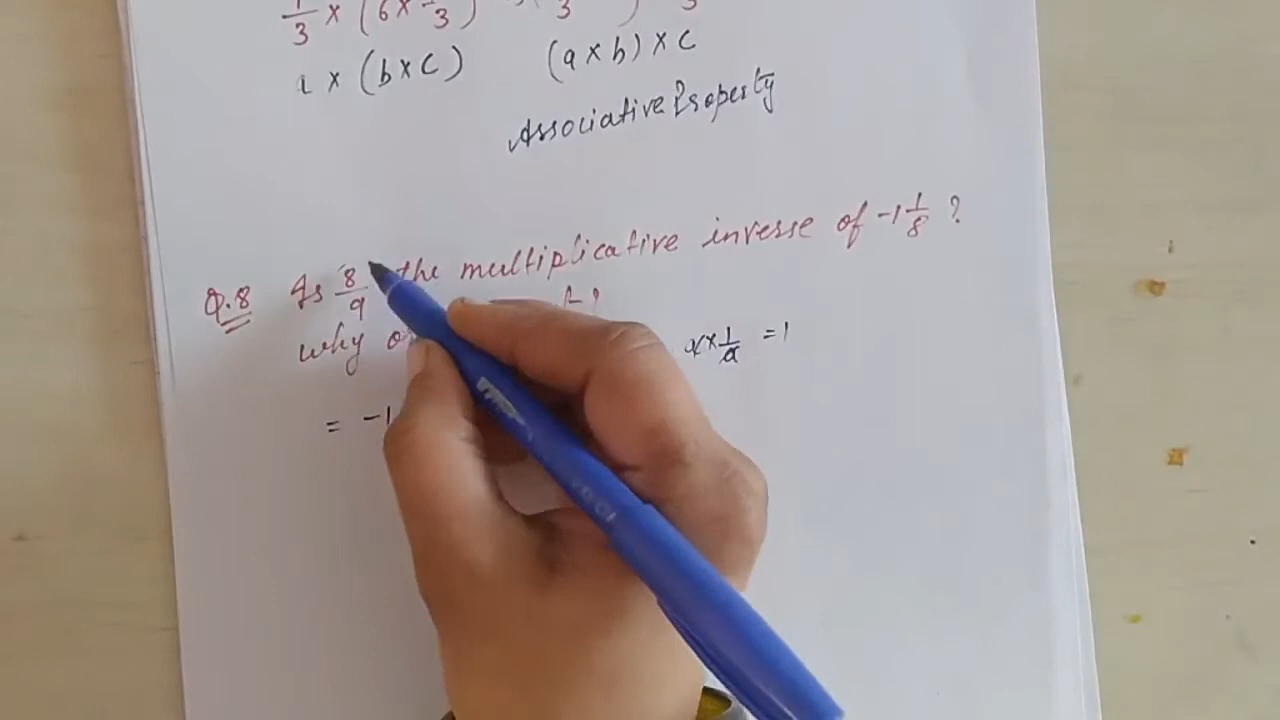 1/3 × (6 × 3)
a × (b × c) (a × b) × c
Associative Property
Q.8 Is 8/9 the multiplicative inverse of -1 1/8 ?
why or
x × 1/x = 1
= -1